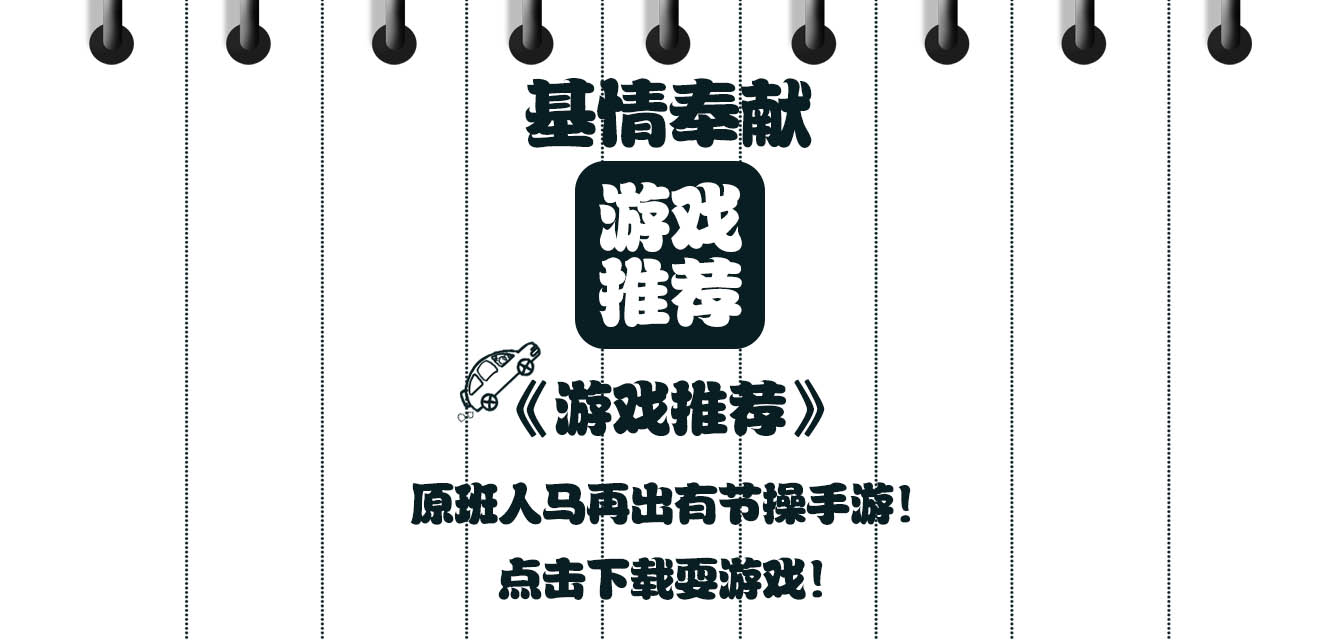 基情奉献
游戏
推荐
《游戏推荐》
原班人马再出有节操手游!
点击下载耍游戏!